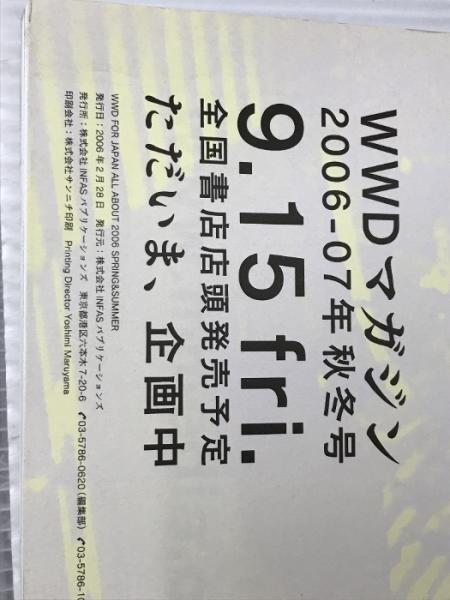 WWDマガジン
2006-07年秋冬号
9.15 fri.
全国書店店頭発売予定
ただいま、企画中
WWD FOR JAPAN ALL ABOUT 2006 SPRING&SUMMER
発行日：2006年2月28日 発行元：株式会社INFASパブリケーションズ
発行所：株式会社INFASパブリケーションズ 東京都港区六本木7-20-6 ✆03-5786-0620（編集部）✆03-5786-10
印刷会社：株式会社サンニチ印刷 Printing Director Yoshimi Maruyama